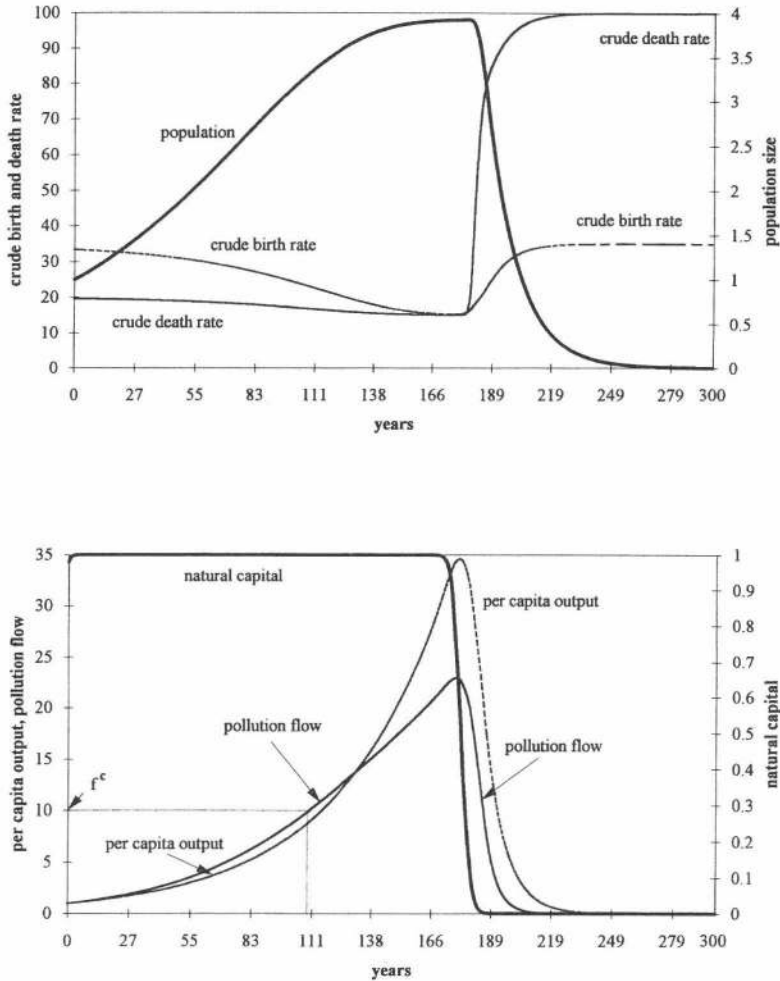 100
90
80
70
60
50
40
30
20
10
0
crude birth and death rate
population
crude birth rate
crude death rate
crude death rate
crude birth rate
4
3.5
3
2.5
2
1.5
1
0.5
0
population size
0 27 55 83 111 138 166 189 219 249 300
years
35
30
25
20
15
10
5
0
per capita output, pollution flow
natural capital
per capita output
pollution flow
pollution flow
f^c
per capita output
1
0.9
0.8
0.7
0.6
0.5
0.4
0.3
0.2
0.1
0
natural capital
0 27 55 83 111 138 166 189 219 249 300
years